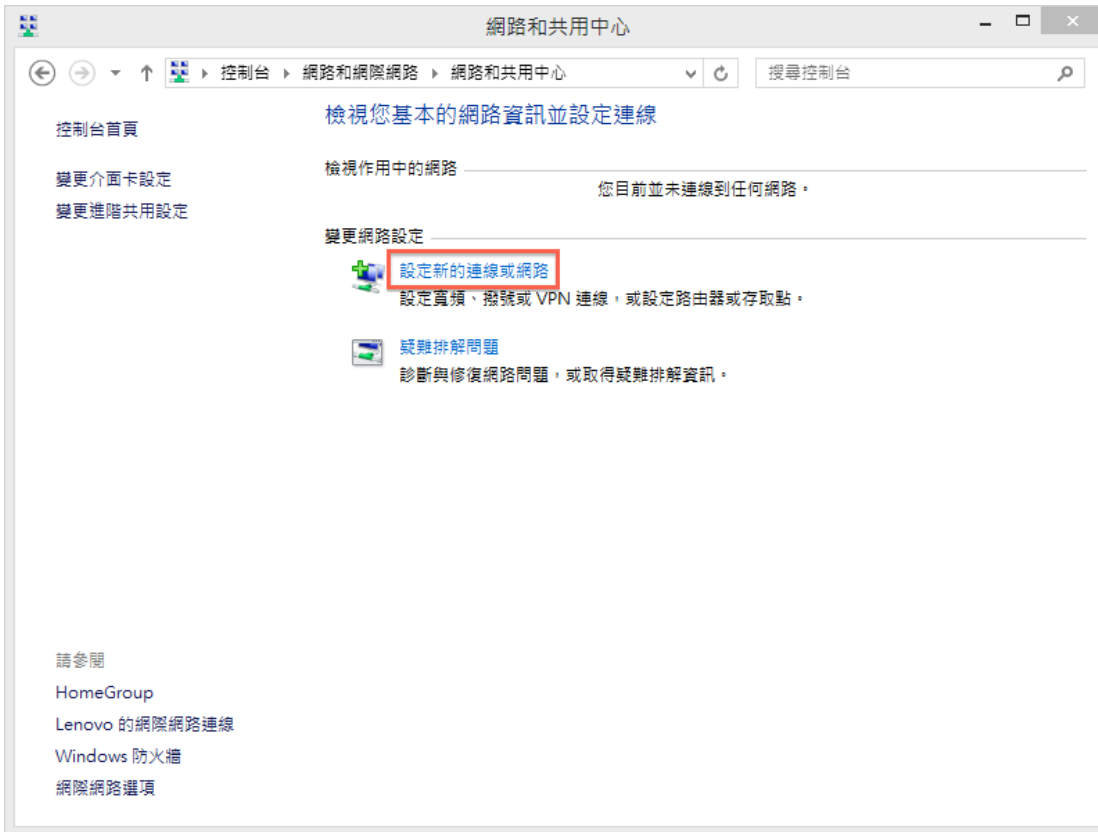 網路和共用中心
控制台 網路和網際網路 網路和共用中心
搜尋控制台
控制台首頁
變更介面卡設定
變更進階共用設定
檢視您基本的網路資訊並設定連線
檢視作用中的網路
您目前並未連線到任何網路。
變更網路設定
設定新的連線或網路
設定寬頻、撥號或 VPN 連線，或設定路由器或存取點。
疑難排解問題
診斷與修復網路問題，或取得疑難排解資訊。
請參閱
HomeGroup
Lenovo 的網際網路連線
Windows 防火牆
網際網路選項